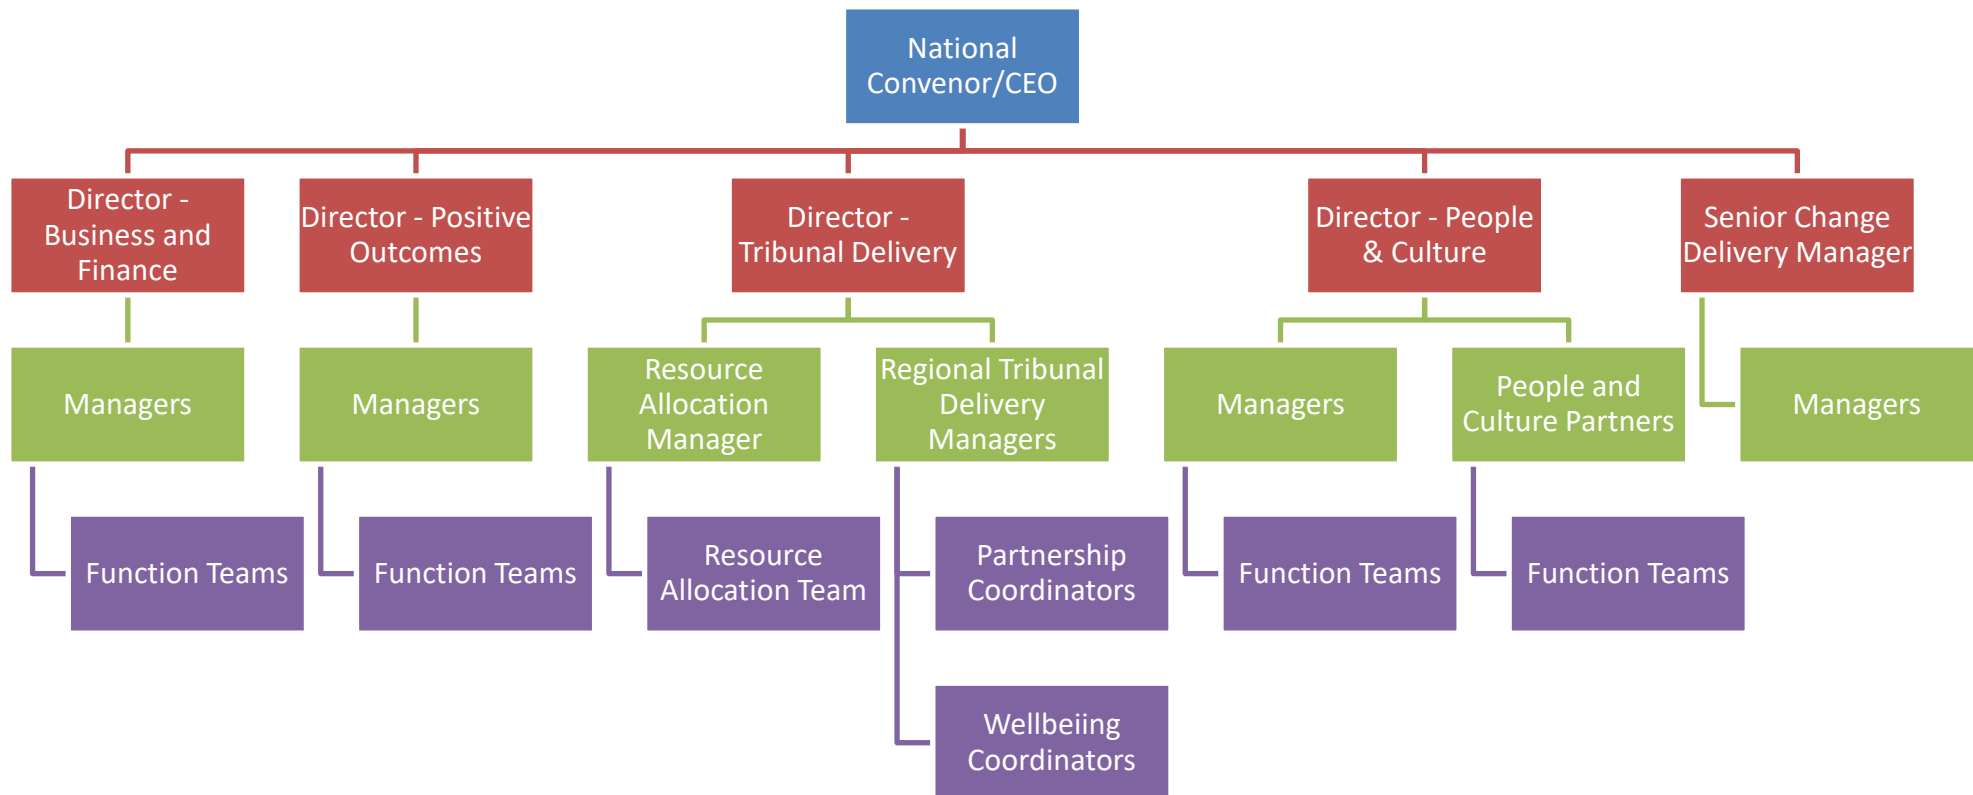 National
Convenor/CEO
Director -
Business and
Finance
Director - Positive
Outcomes
Director -
Tribunal Delivery
Director - People
& Culture
Senior Change
Delivery Manager
Managers
Managers
Resource
Allocation
Manager
Regional Tribunal
Delivery
Managers
Managers
People and
Culture Partners
Managers
Function Teams
Function Teams
Resource
Allocation Team
Partnership
Coordinators
Function Teams
Function Teams
Wellbeiing
Coordinators